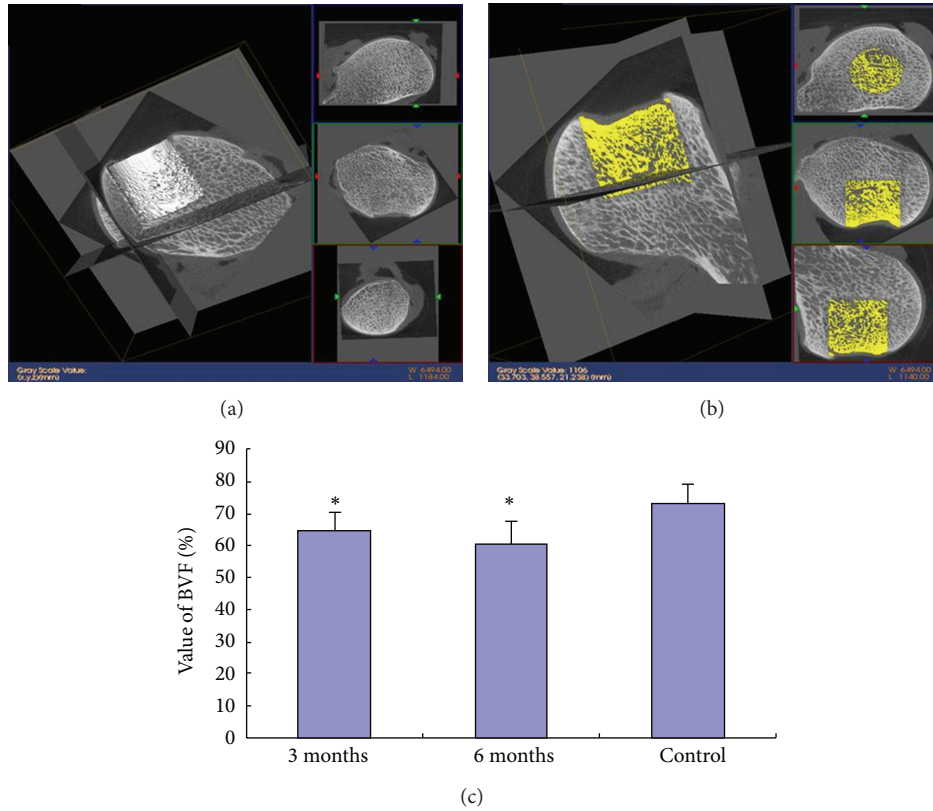 Gray Scale Value:
(x,y,z)(mm)
W: 6494.00
L: 1184.00
Gray Scale Value: 1106
(33.703, 38.557, 21.238) (mm)
W: 6494.00
L: 1140.00
(a)
(b)
90
80
70
60
50
40
30
20
10
0
Value of BVF (%)
*
*
3 months
6 months
Control
(c)